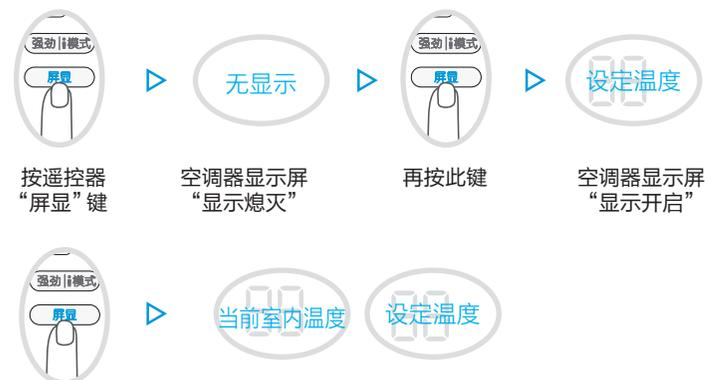 强劲|i模式
强劲|i模式
屏显
无显示
屏显
设定温度
按遥控器
“屏显” 键
空调器显示屏
“显示熄灭”
再按此键
空调器显示屏
“显示开启”
强劲|i模式
屏显
当前室内温度
设定温度